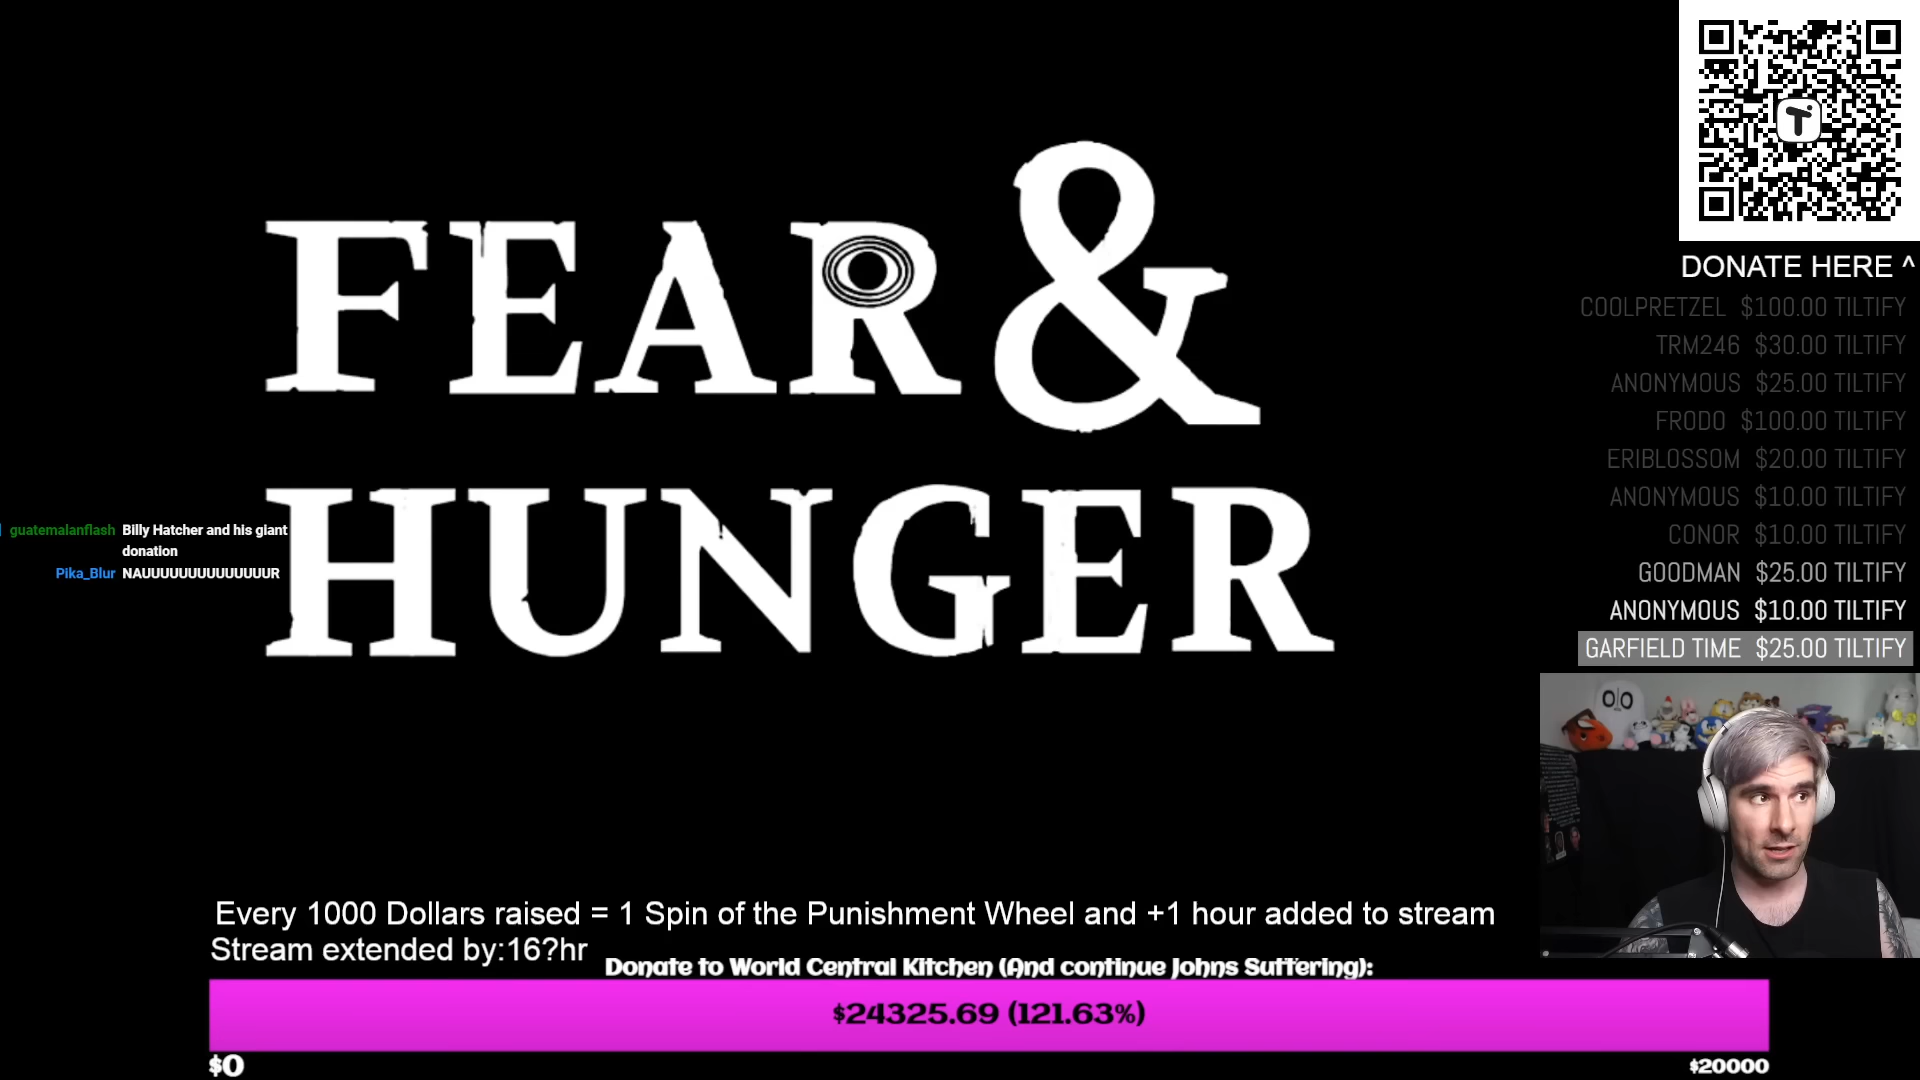 FEAR &
HUNGER
guatemalanflash Billy Hatcher and his giant
donation
Pika_Blur NAUUUUUUUUUUUUUUR
T
DONATE HERE ^
COOLPRETZEL $100.00 TILTIFY
TRM246 $30.00 TILTIFY
ANONYMOUS $25.00 TILTIFY
FRODO $100.00 TILTIFY
ERIBLOSSOM $20.00 TILTIFY
ANONYMOUS $10.00 TILTIFY
CONOR $10.00 TILTIFY
GOODMAN $25.00 TILTIFY
ANONYMOUS $10.00 TILTIFY
GARFIELD TIME $25.00 TILTIFY
Every 1000 Dollars raised = 1 Spin of the Punishment Wheel and +1 hour added to stream
Stream extended by:16?hr
Donate to World Central Kitchen (And continue Johns Suffering):
$24325.69 (121.63%)
$0
$20000